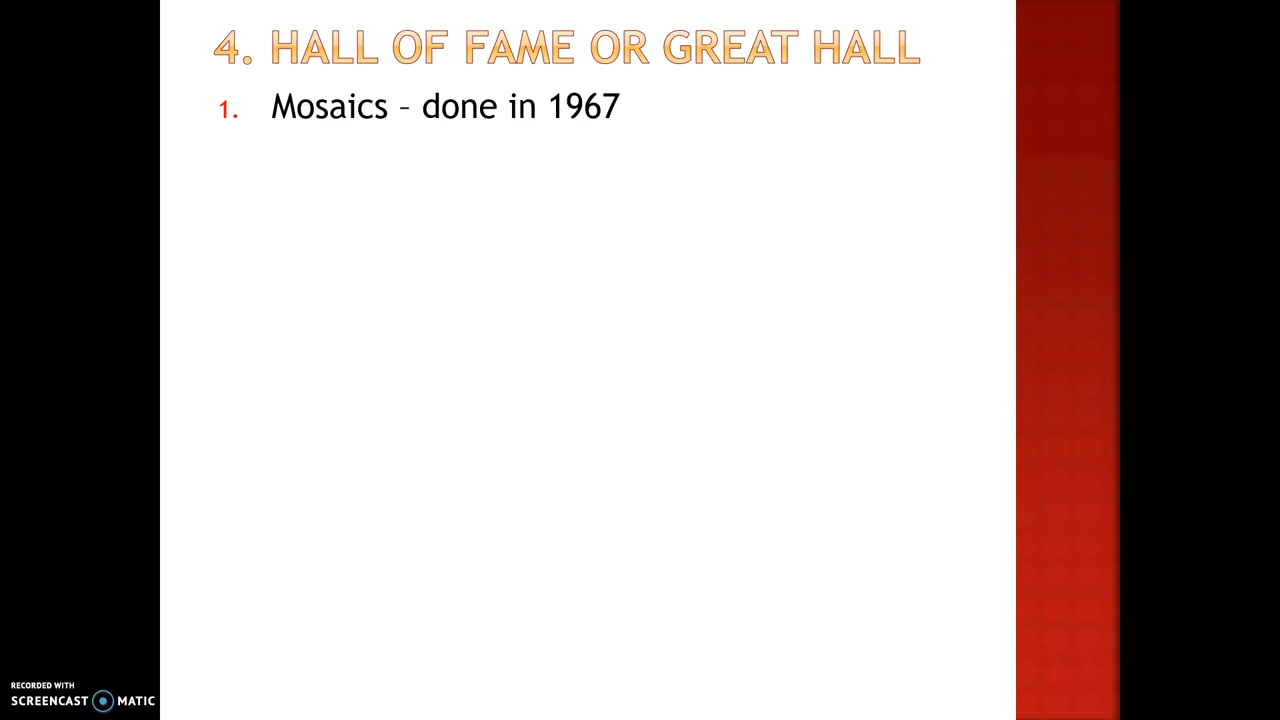 4. HALL OF FAME OR GREAT HALL
1. Mosaics – done in 1967
RECORDED WITH
SCREENCAST MATIC